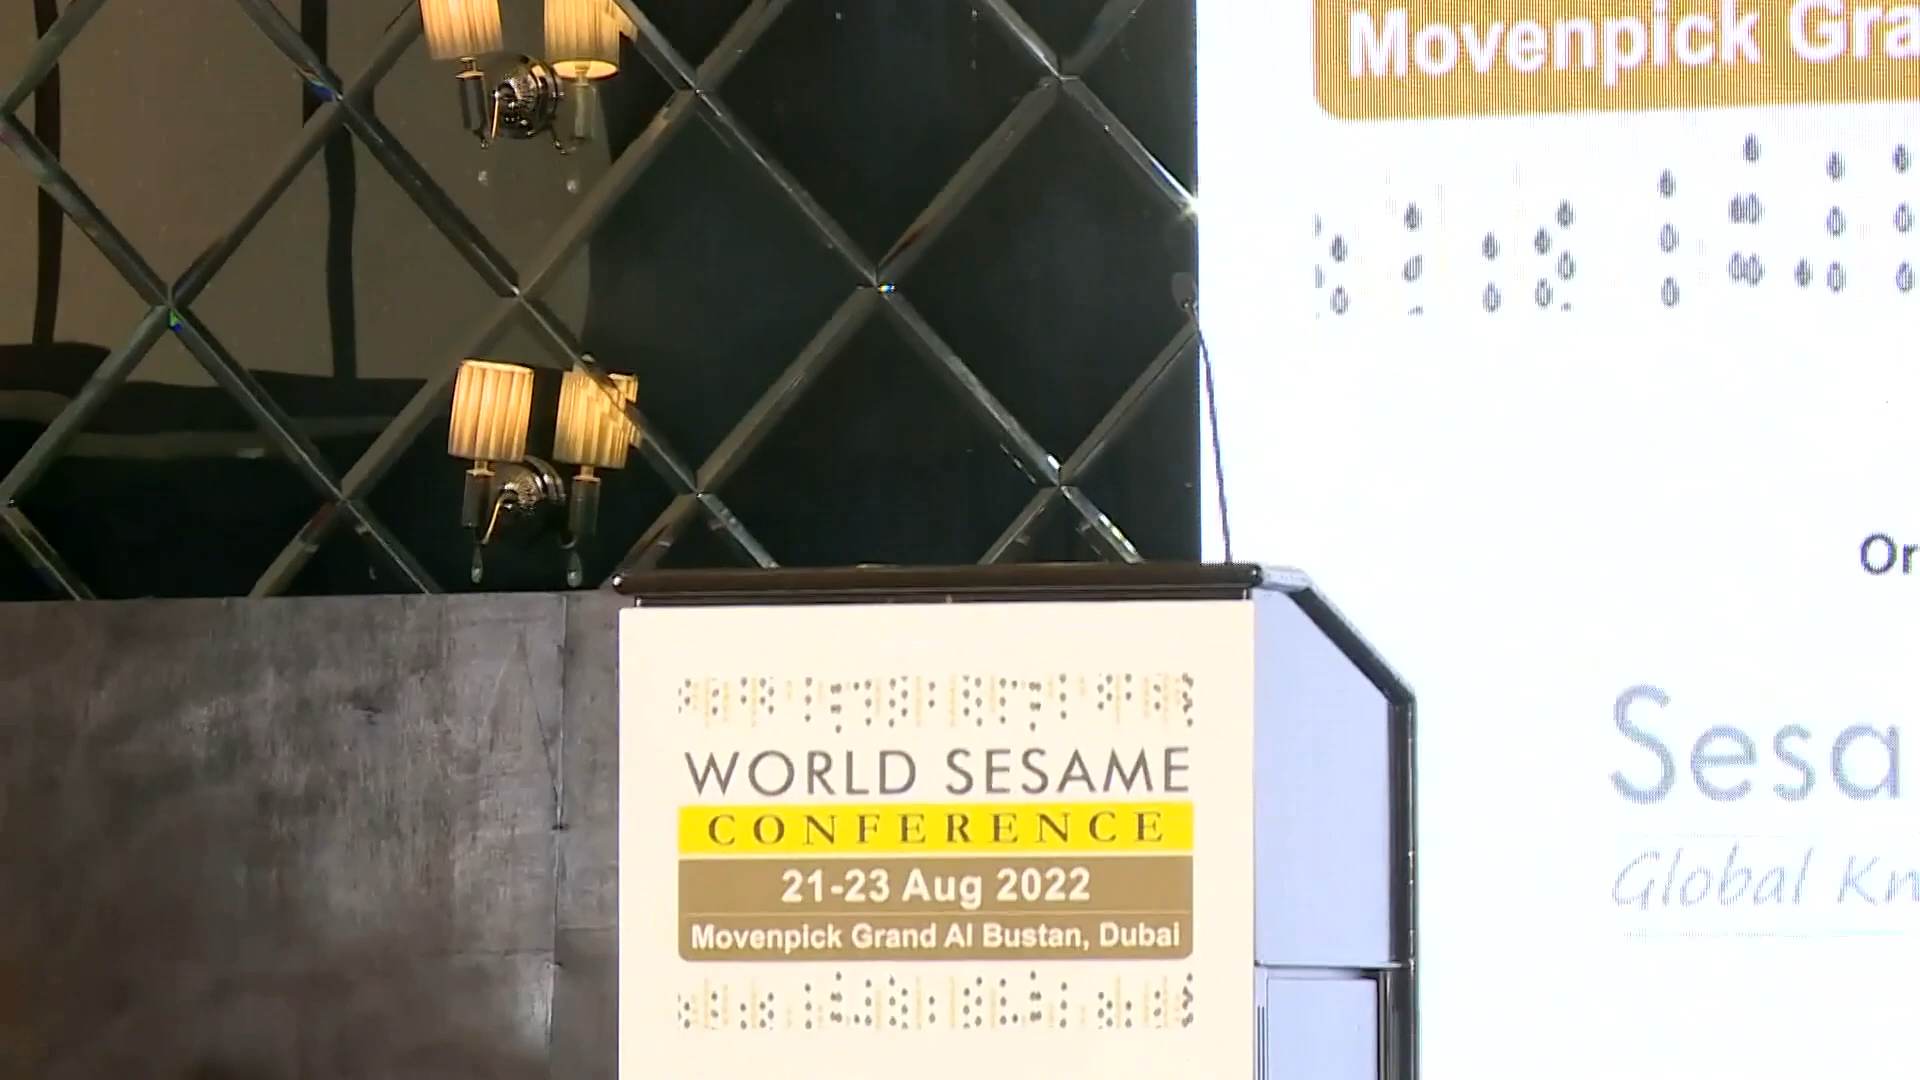 Movenpick Gra
WORLD SESAME
CONFERENCE
21-23 Aug 2022
Movenpick Grand Al Bustan, Dubai
Or
Sesa
Global Kn